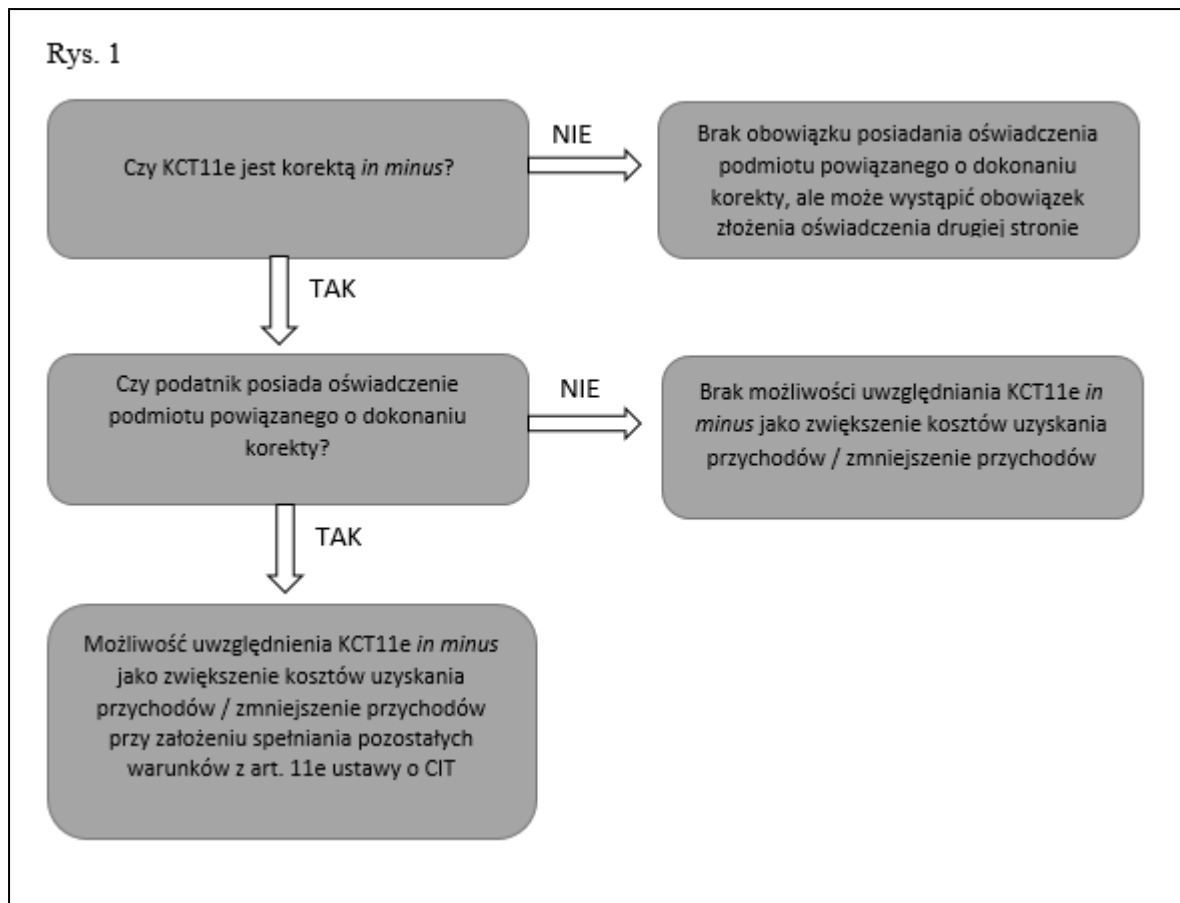 Rys. 1
Czy KCT11e jest korektą in minus?
NIE
Brak obowiązku posiadania oświadczenia
podmiotu powiązanego o dokonaniu
korekty, ale może wystąpić obowiązek
złożenia oświadczenia drugiej stronie
TAK
Czy podatnik posiada oświadczenie
podmiotu powiązanego o dokonaniu
korekty?
NIE
Brak możliwości uwzględniania KCT11e in
minus jako zwiększenie kosztów uzyskania
przychodów / zmniejszenie przychodów
TAK
Możliwość uwzględnienia KCT11e in minus
jako zwiększenie kosztów uzyskania
przychodów / zmniejszenie przychodów
przy założeniu spełniania pozostałych
warunków z art. 11e ustawy o CIT